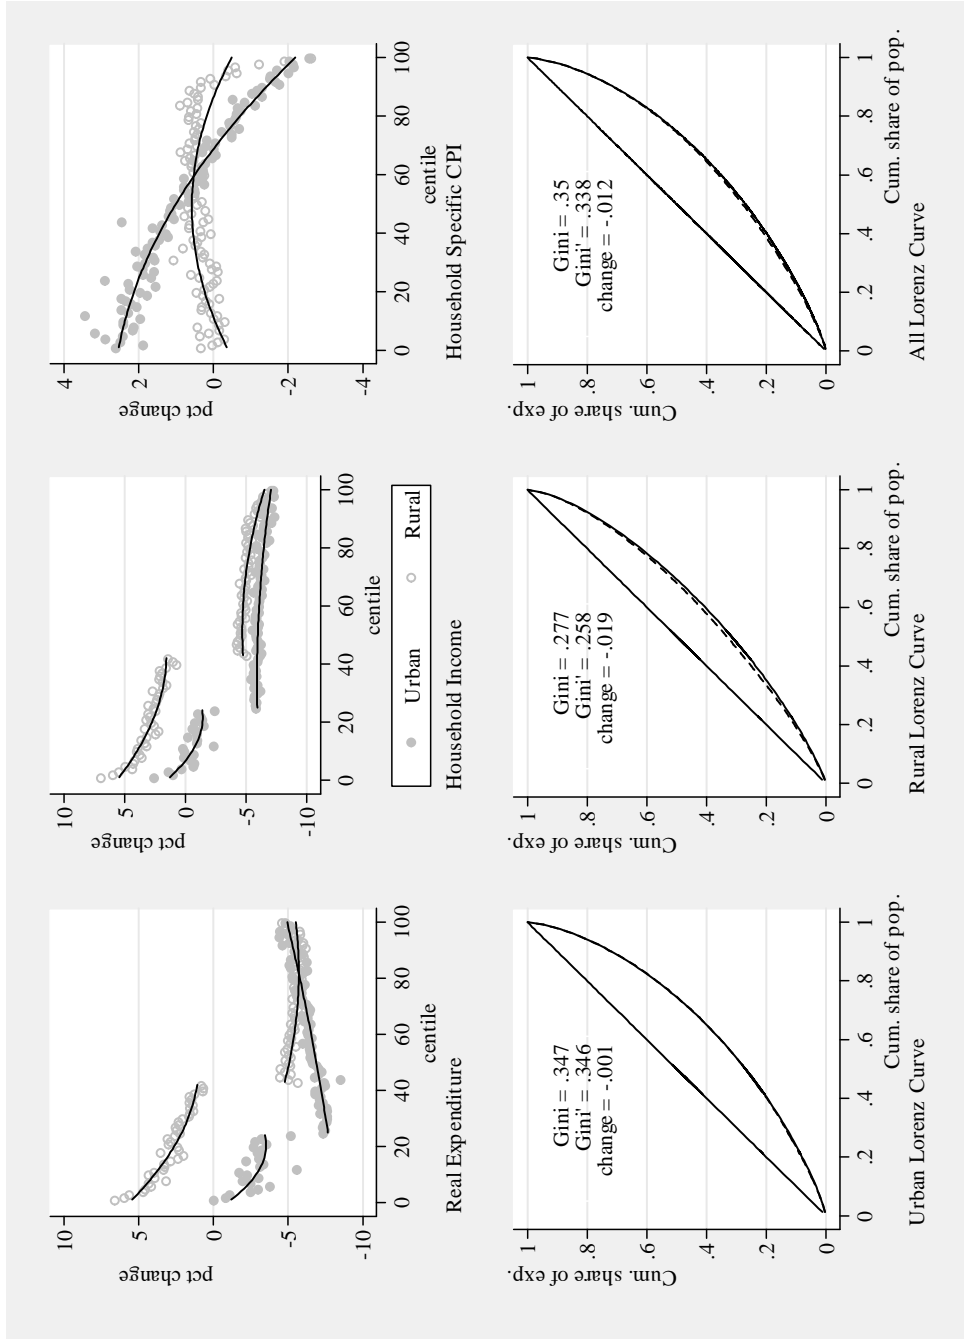 10
5
0
-5
-10
pct change
0 20 40 60 80 100
centile
Real Expenditure
10
5
0
-5
-10
pct change
0 20 40 60 80 100
centile
Urban Rural
Household Income
4
2
0
-2
-4
pct change
0 20 40 60 80 100
centile
Household Specific CPI
1
.8
.6
.4
.2
0
Cum. share of exp.
Gini = .347
Gini' = .346
change = -.001
0 .2 .4 .6 .8 1
Cum. share of pop.
Urban Lorenz Curve
1
.8
.6
.4
.2
0
Cum. share of exp.
Gini = .277
Gini' = .258
change = -.019
0 .2 .4 .6 .8 1
Cum. share of pop.
Rural Lorenz Curve
1
.8
.6
.4
.2
0
Cum. share of exp.
Gini = .35
Gini' = .338
change = -.012
0 .2 .4 .6 .8 1
Cum. share of pop.
All Lorenz Curve